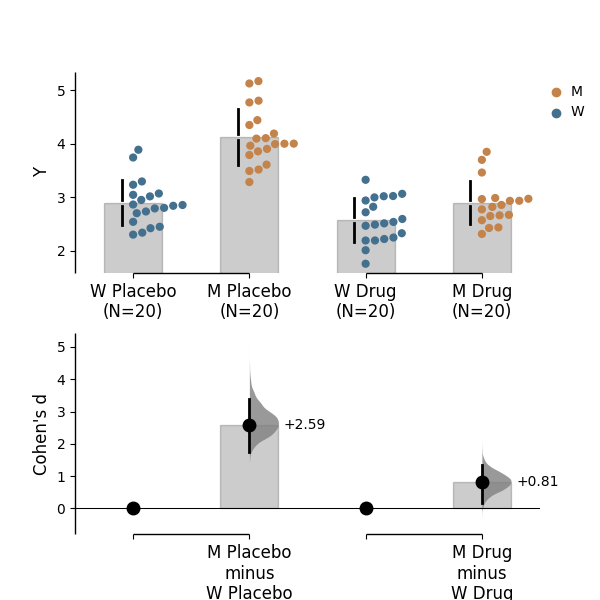 5
4
3
2
Y
M
W
W Placebo
(N=20)
M Placebo
(N=20)
W Drug
(N=20)
M Drug
(N=20)
5
4
3
2
1
0
Cohen's d
+2.59
+0.81
M Placebo
minus
W Placebo
M Drug
minus
W Drug